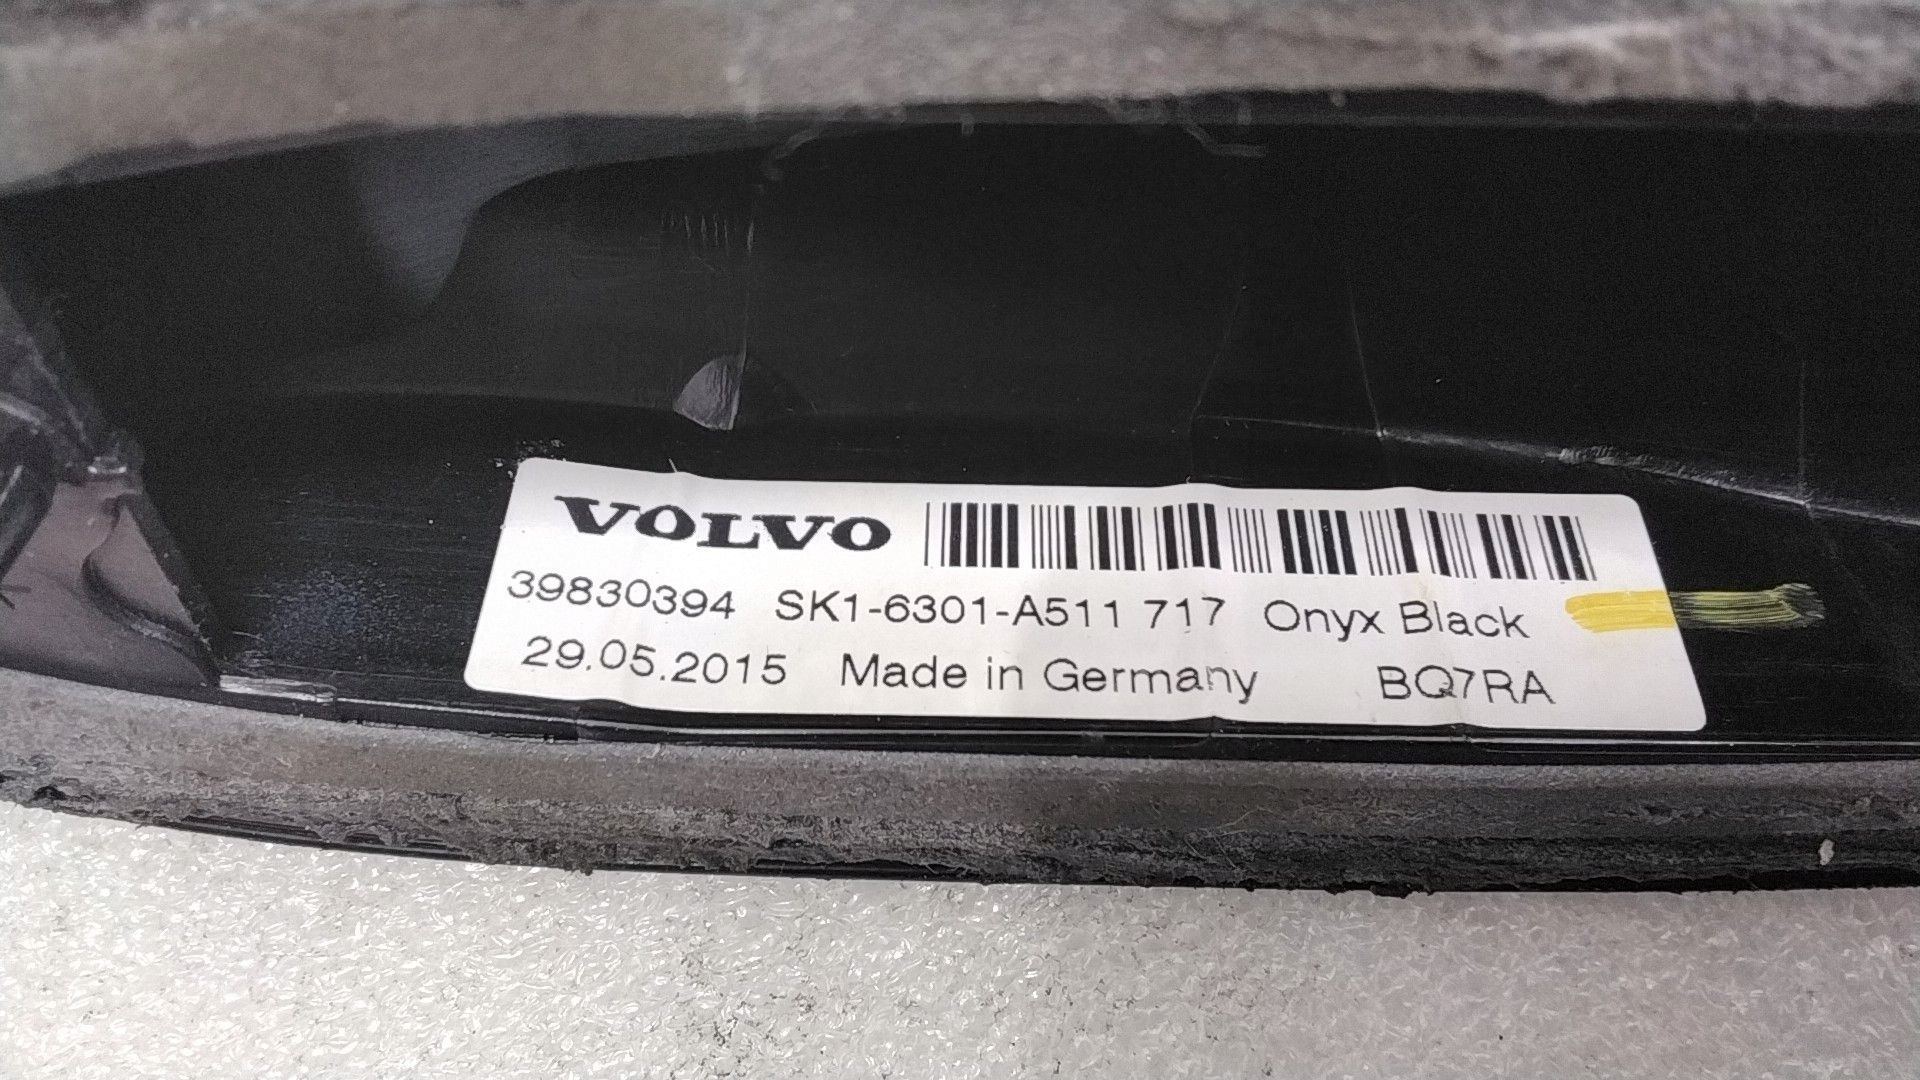 VOLVO
39830394 SK1-6301-A511 717 Onyx Black
29.05.2015 Made in Germany BQ7RA